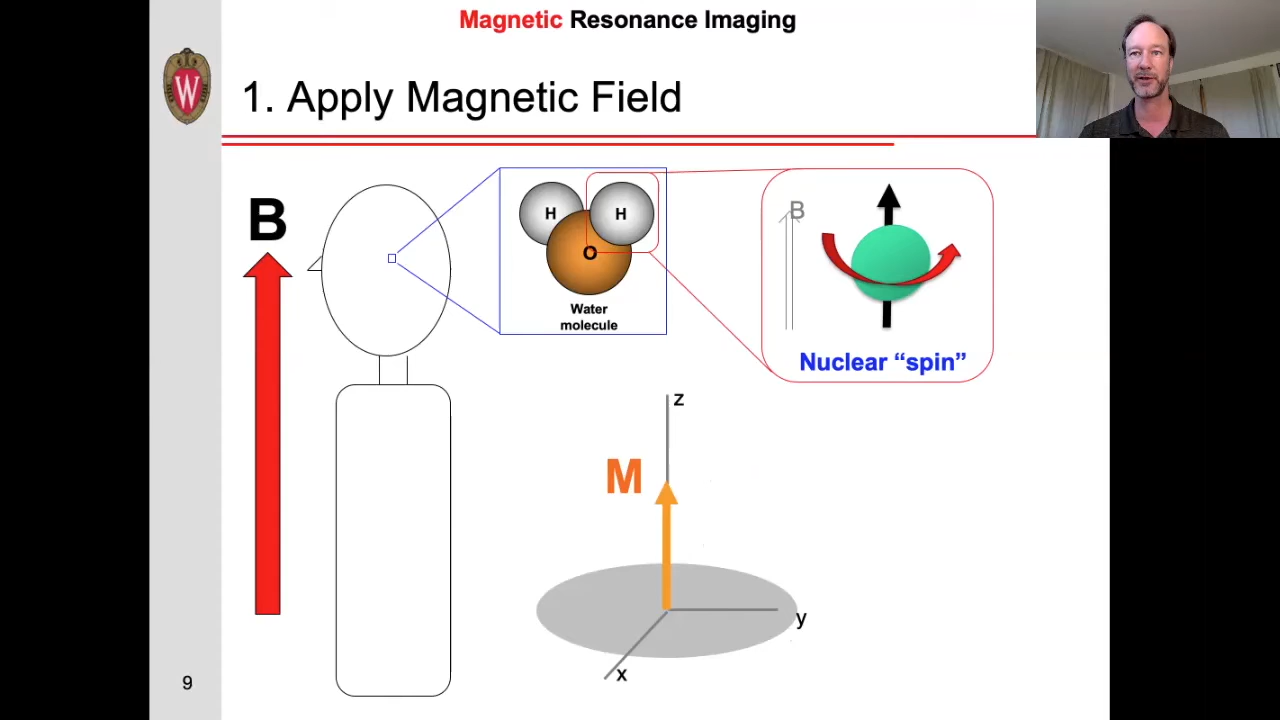 Magnetic Resonance Imaging
W
1. Apply Magnetic Field
B
H
H
O
Water
molecule
B
Nuclear “spin”
z
M
y
x
9